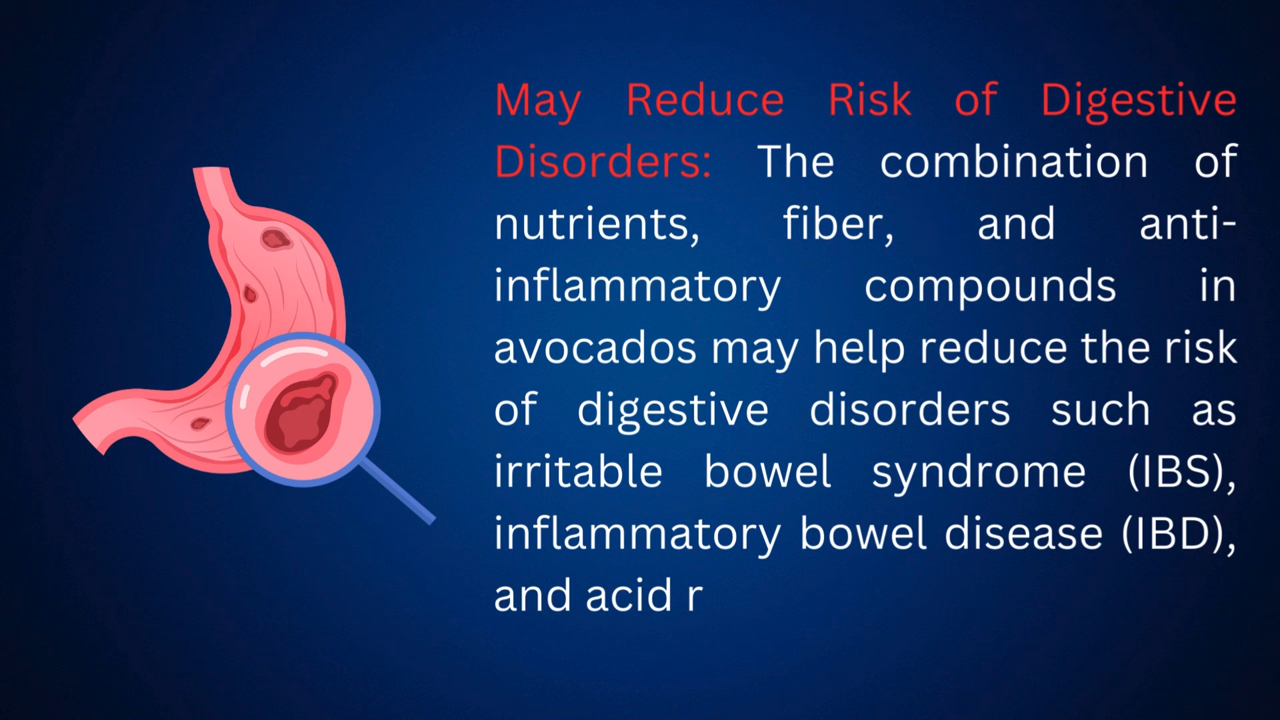 May Reduce Risk of Digestive
Disorders: The combination of
nutrients, fiber, and anti-
inflammatory compounds in
avocados may help reduce the risk
of digestive disorders such as
irritable bowel syndrome (IBS),
inflammatory bowel disease (IBD),
and acid r